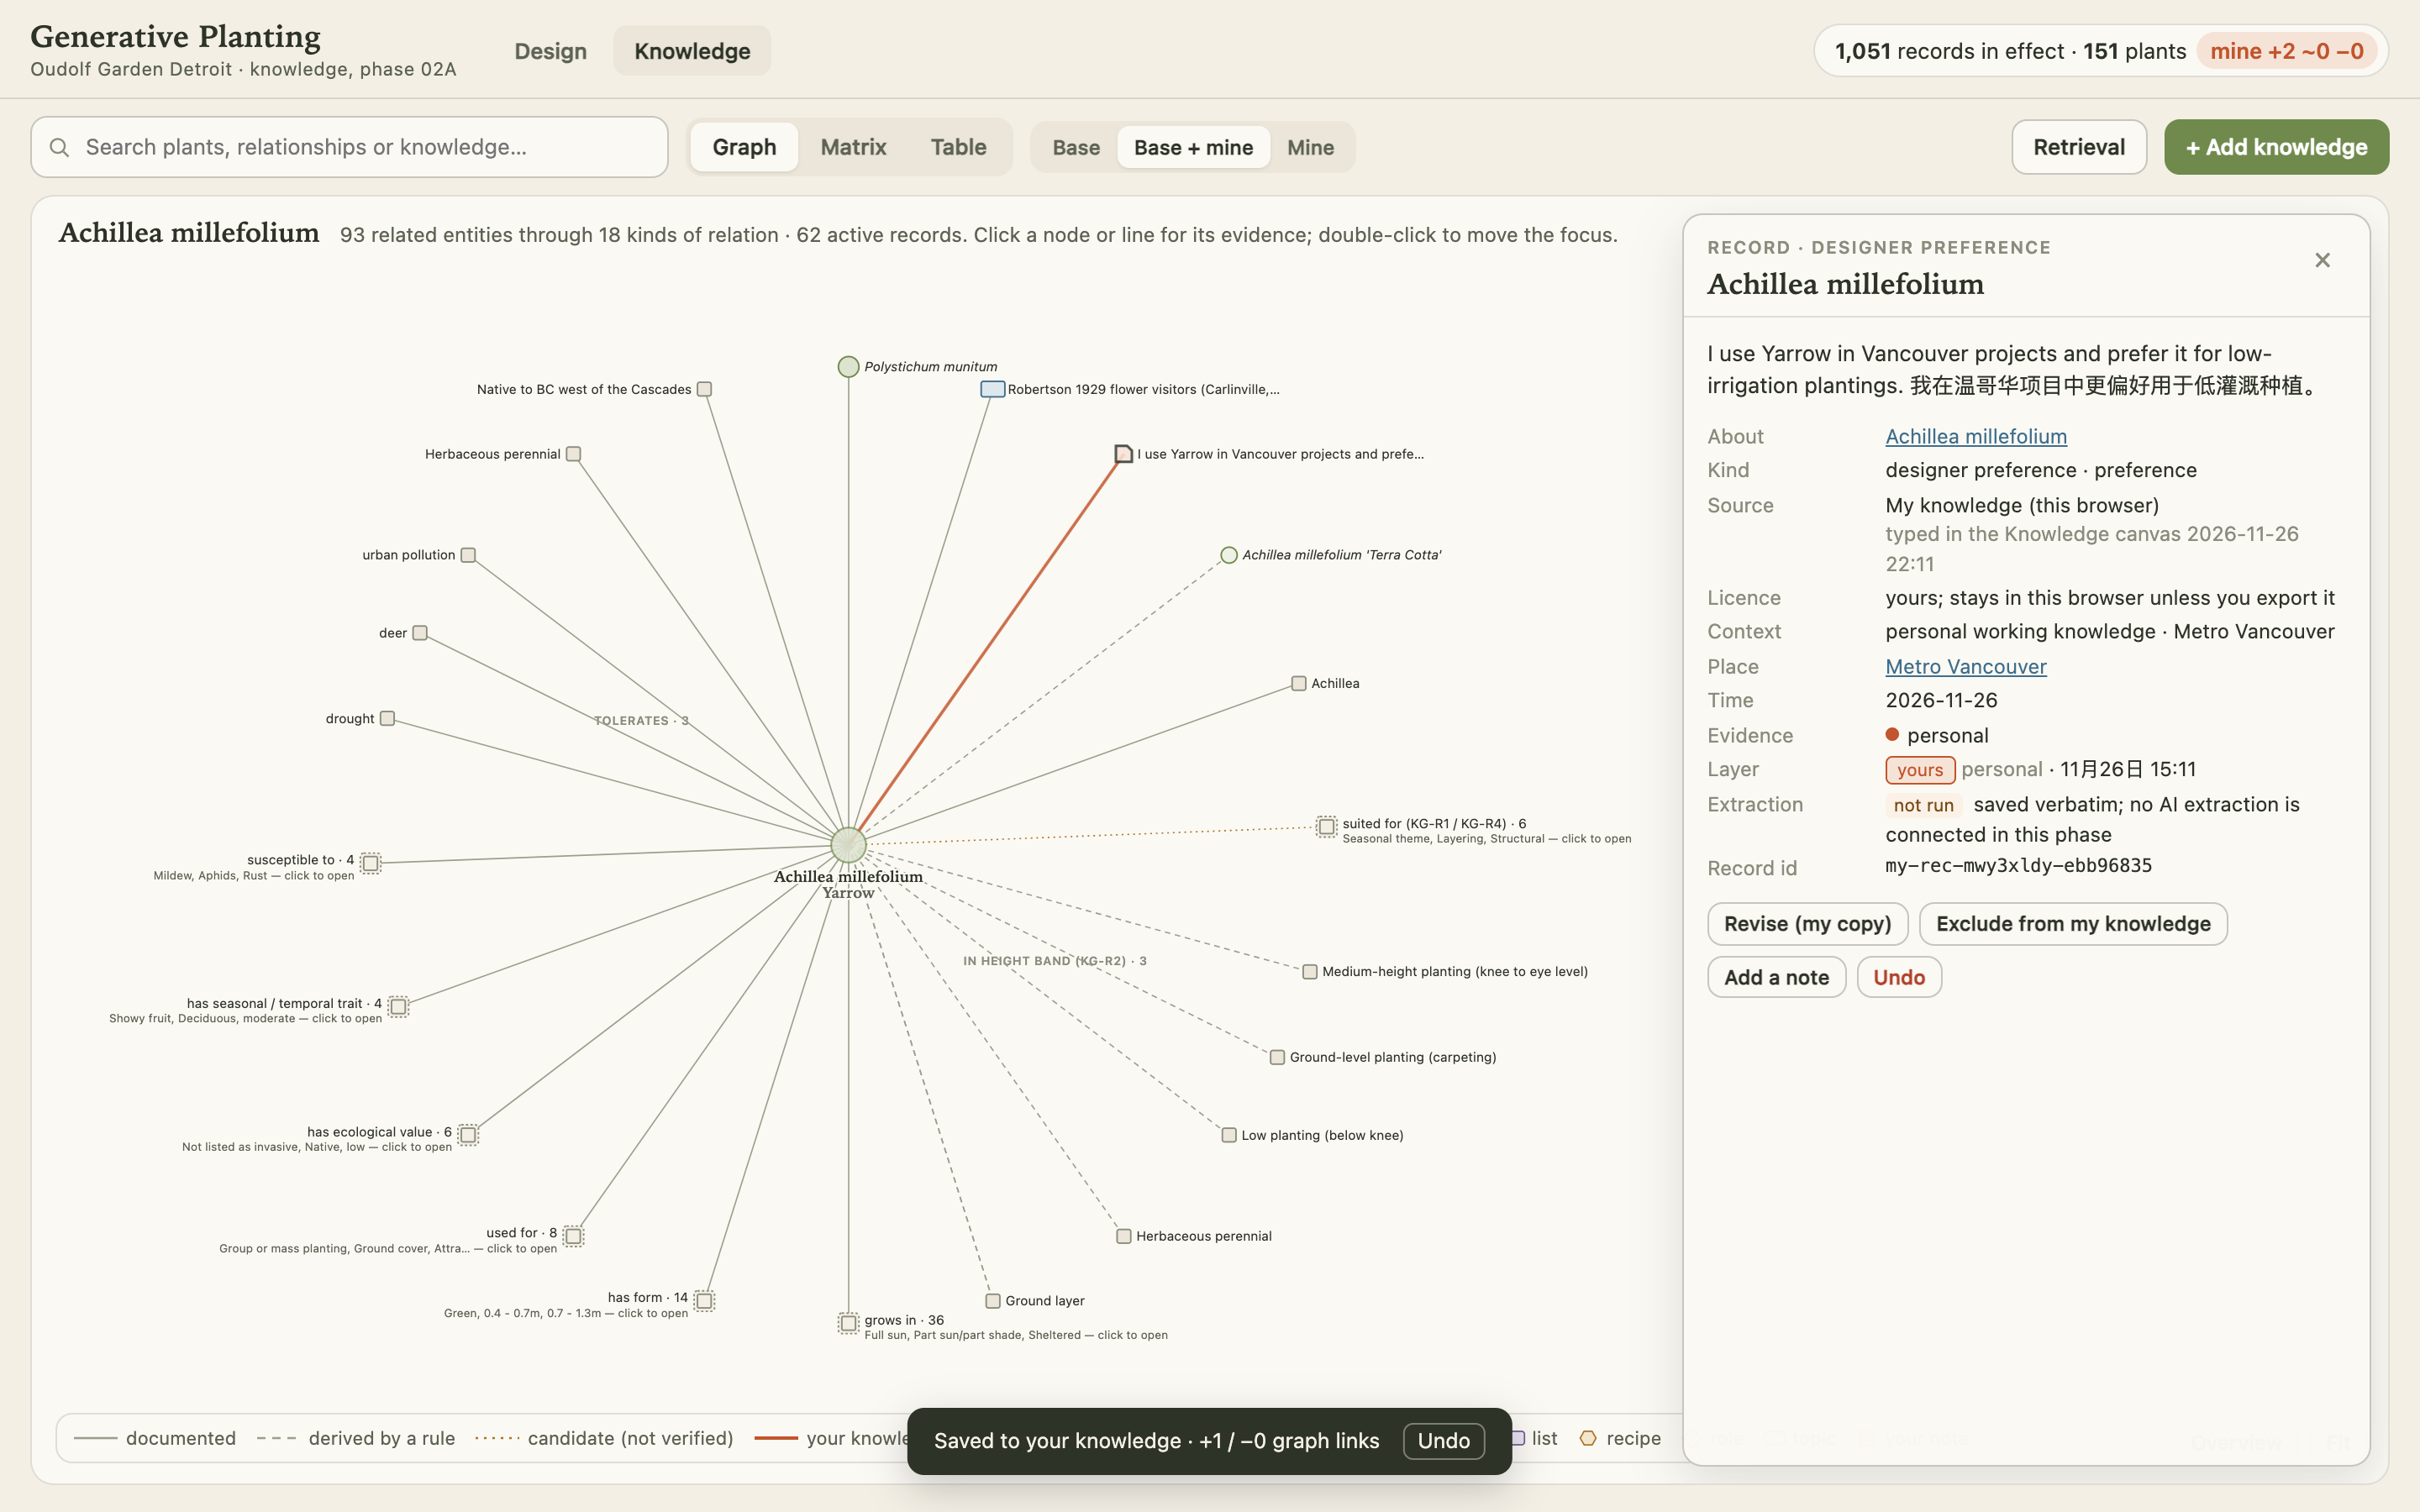 Generative Planting
Oudolf Garden Detroit · knowledge, phase 02A
Design
Knowledge
1,051 records in effect · 151 plants
mine +2 ~0 −0
Search plants, relationships or knowledge...
Graph
Matrix
Table
Base
Base + mine
Mine
Retrieval
+ Add knowledge
Achillea millefolium
93 related entities through 18 kinds of relation · 62 active records. Click a node or line for its evidence; double-click to move the focus.
Polystichum munitum
Native to BC west of the Cascades
Robertson 1929 flower visitors (Carlinville,...
Herbaceous perennial
I use Yarrow in Vancouver projects and prefe...
urban pollution
Achillea millefolium 'Terra Cotta'
deer
Achillea
drought
TOLERATES · 3
suited for (KG-R1 / KG-R4) · 6
Seasonal theme, Layering, Structural — click to open
susceptible to · 4
Mildew, Aphids, Rust — click to open
Achillea millefolium
Yarrow
IN HEIGHT BAND (KG-R2) · 3
Medium-height planting (knee to eye level)
has seasonal / temporal trait · 4
Showy fruit, Deciduous, moderate — click to open
Ground-level planting (carpeting)
has ecological value · 6
Not listed as invasive, Native, low — click to open
Low planting (below knee)
used for · 8
Group or mass planting, Ground cover, Attra... — click to open
Herbaceous perennial
has form · 14
Green, 0.4 - 0.7m, 0.7 - 1.3m — click to open
Ground layer
grows in · 36
Full sun, Part sun/part shade, Sheltered — click to open
documented
derived by a rule
candidate (not verified)
your knowle
list
recipe
Saved to your knowledge · +1 / −0 graph links
Undo
RECORD · DESIGNER PREFERENCE
Achillea millefolium
I use Yarrow in Vancouver projects and prefer it for low-
irrigation plantings. 我在温哥华项目中更偏好用于低灌溉种植。
About Achillea millefolium
Kind designer preference · preference
Source My knowledge (this browser)
typed in the Knowledge canvas 2026-11-26
22:11
Licence yours; stays in this browser unless you export it
Context personal working knowledge · Metro Vancouver
Place Metro Vancouver
Time 2026-11-26
Evidence personal
Layer yours personal · 11月26日 15:11
Extraction not run saved verbatim; no AI extraction is
connected in this phase
Record id my-rec-mwy3xldy-ebb96835
Revise (my copy)
Exclude from my knowledge
Add a note
Undo